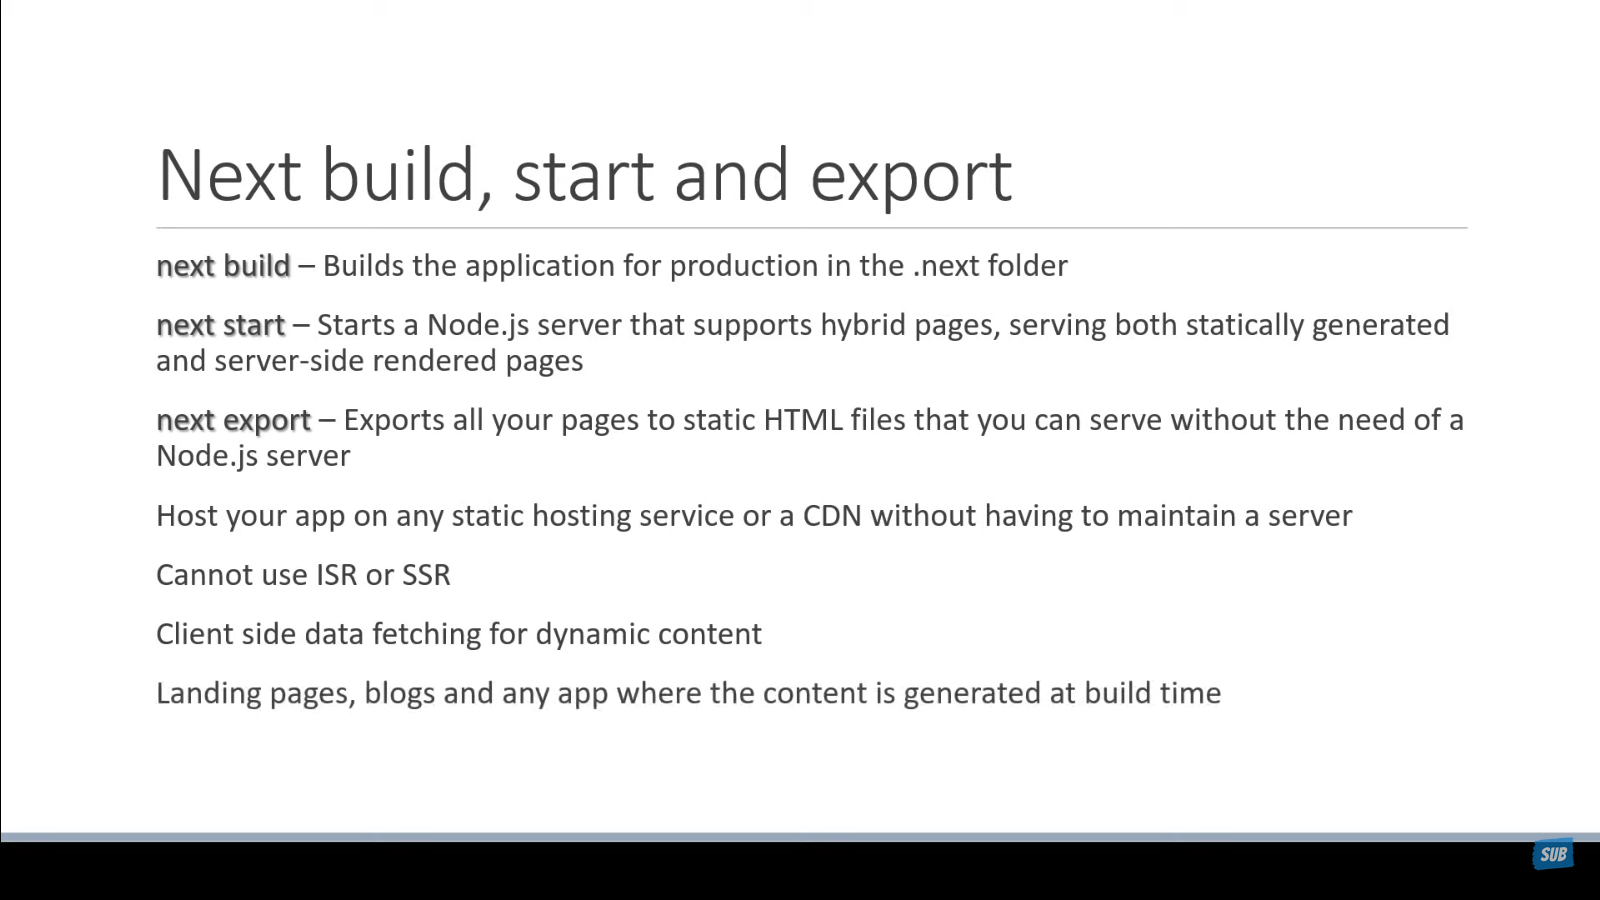 Next build, start and export
next build – Builds the application for production in the .next folder
next start – Starts a Node.js server that supports hybrid pages, serving both statically generated
and server-side rendered pages
next export – Exports all your pages to static HTML files that you can serve without the need of a
Node.js server
Host your app on any static hosting service or a CDN without having to maintain a server
Cannot use ISR or SSR
Client side data fetching for dynamic content
Landing pages, blogs and any app where the content is generated at build time
SUB